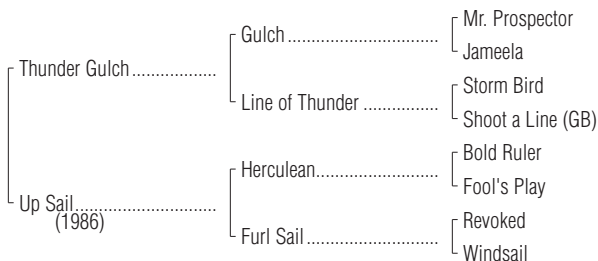 Mr. Prospector
Gulch
Jameela
Thunder Gulch
Storm Bird
Line of Thunder
Shoot a Line (GB)
Bold Ruler
Herculean
Fool's Play
Up Sail
(1986)
Revoked
Furl Sail
Windsail